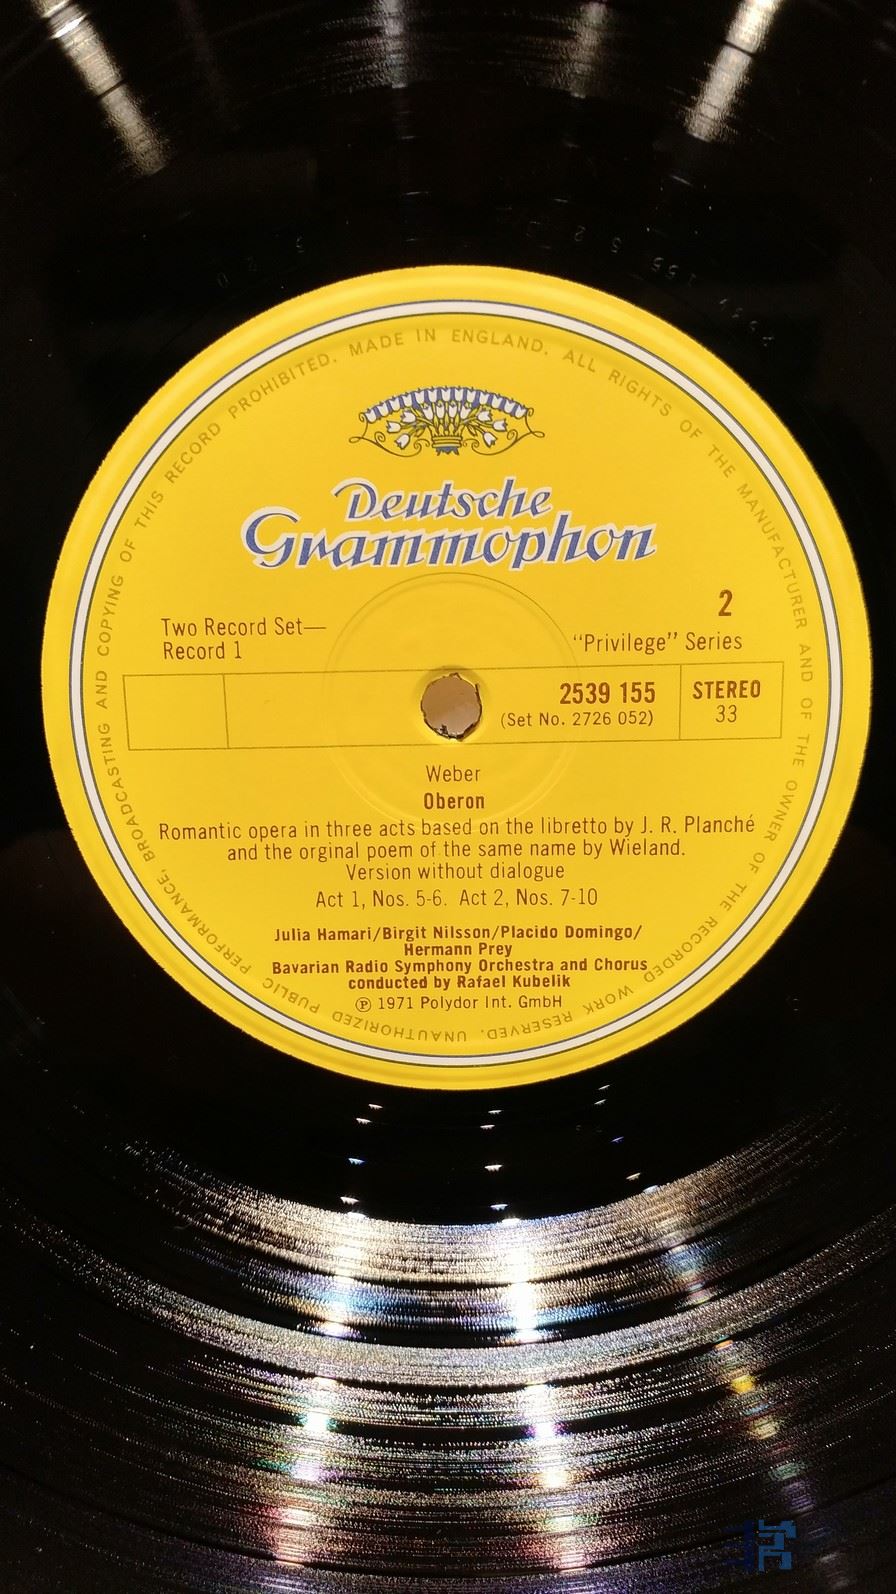 MADE IN ENGLAND. ALL RIGHTS OF THE MANUFACTURER AND OF THE OWNER OF THE RECORDED WORK RESERVED. UNAUTHORIZED PUBLIC PERFORMANCE, BROADCASTING AND COPYING OF THIS RECORD PROHIBITED.
Deutsche
Grammophon
2
Two Record Set—
Record 1
“Privilege” Series
2539 155
(Set No. 2726 052)
STEREO
33
Weber
Oberon
Romantic opera in three acts based on the libretto by J. R. Planché
and the orginal poem of the same name by Wieland.
Version without dialogue
Act 1, Nos. 5-6. Act 2, Nos. 7-10
Julia Hamari/Birgit Nilsson/Placido Domingo/
Hermann Prey
Bavarian Radio Symphony Orchestra and Chorus
conducted by Rafael Kubelik
Ⓟ 1971 Polydor Int. GmbH